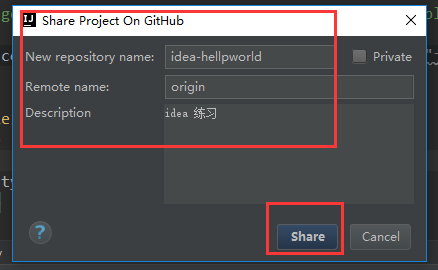 Share Project On GitHub
New repository name: idea-hellpworld Private
Remote name: origin
Description idea 练习
? Share Cancel